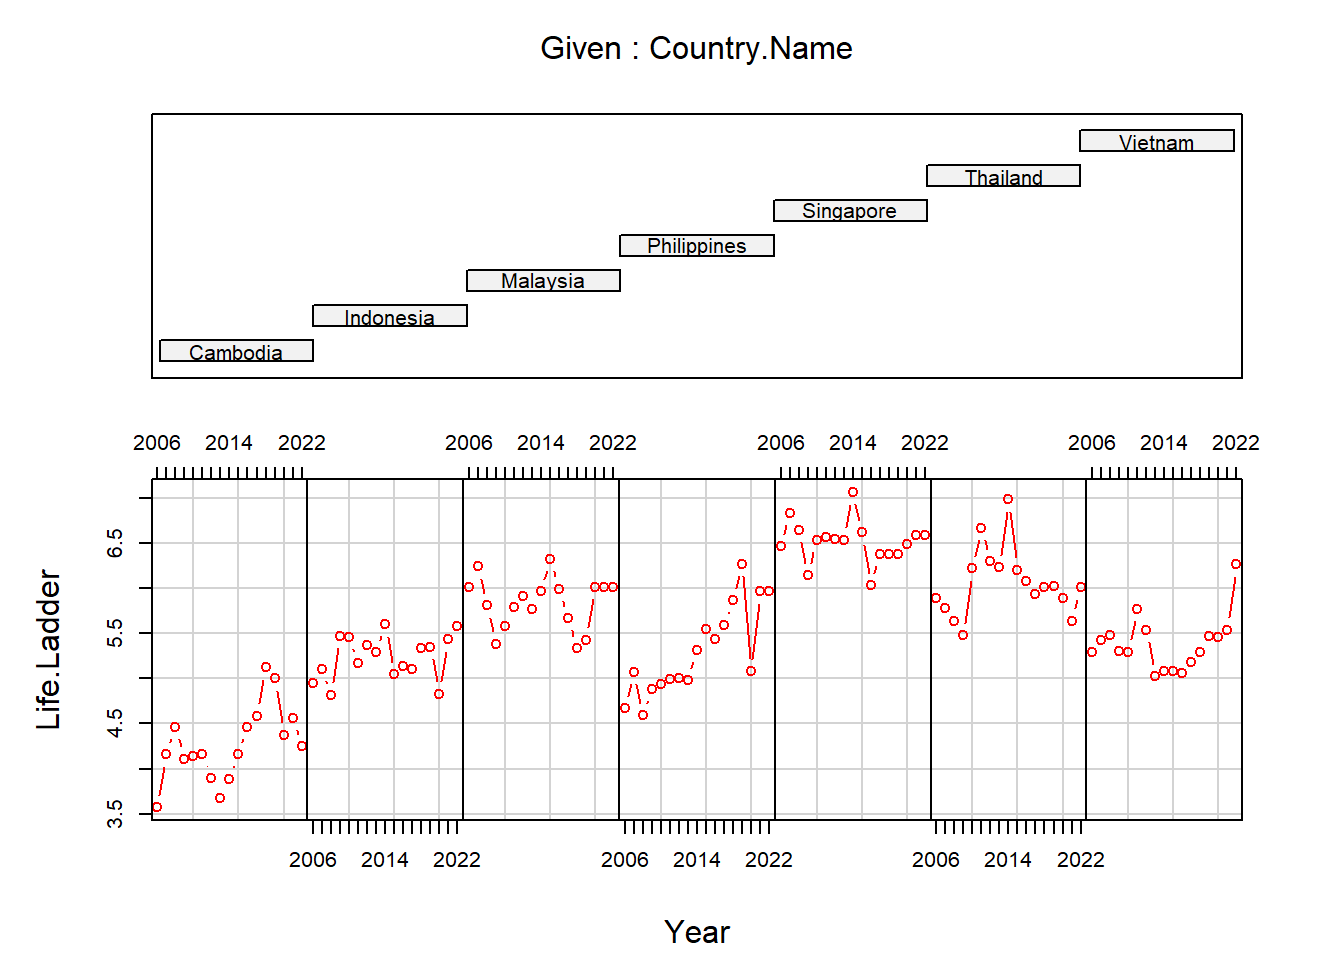 Given : Country.Name
Vietnam
Thailand
Singapore
Philippines
Malaysia
Indonesia
Cambodia
2006 2014 2022 2006 2014 2022 2006 2014 2022 2006 2014 2022
6.5
5.5
4.5
3.5
Life.Ladder
2006 2014 2022 2006 2014 2022 2006 2014 2022
Year